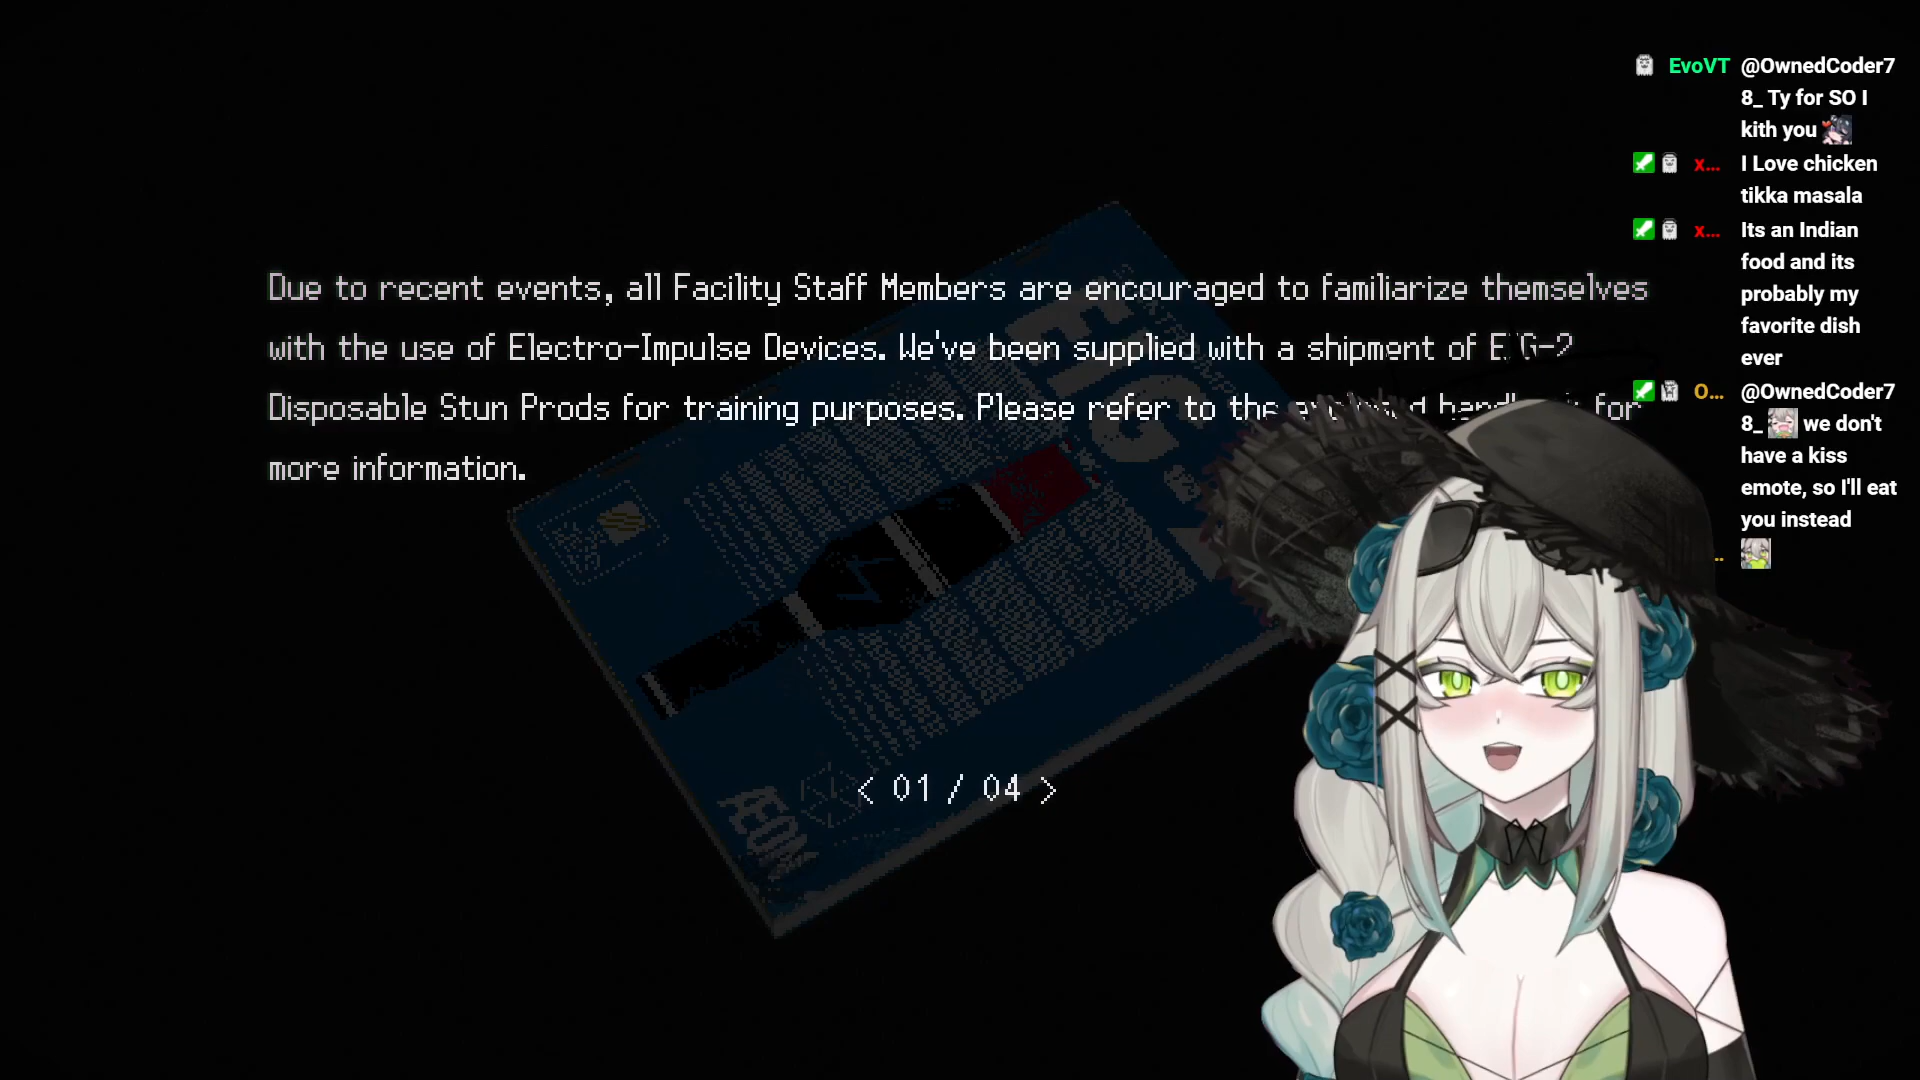 Due to recent events, all Facility Staff Members are encouraged to familiarize themselves
with the use of Electro-Impulse Devices. We've been supplied with a shipment of
Disposable Stun Prods for training purposes. Please refer to the for
more information.
< 01 / 04 >
EIG-2
ÆON
EvoVT @OwnedCoder7
8_ Ty for SO I
kith you
x... I Love chicken
tikka masala
x... Its an Indian
food and its
probably my
favorite dish
ever
O... @OwnedCoder7
8_ we don't
have a kiss
emote, so I'll eat
you instead